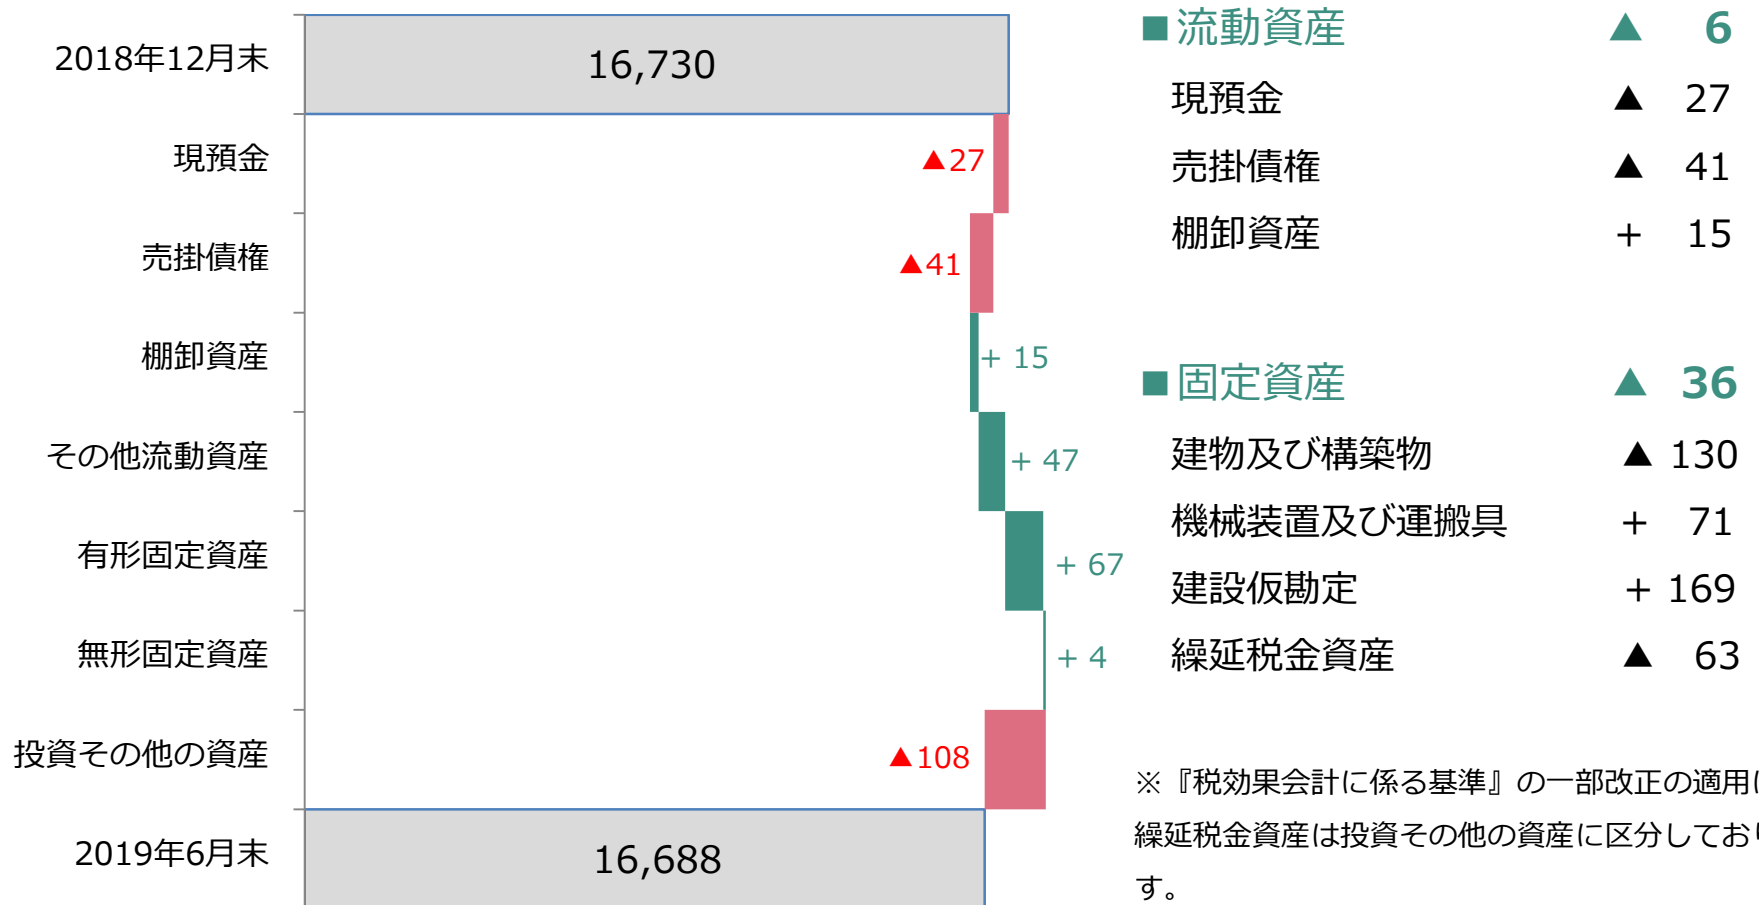 2018年12月末
16,730
現預金
▲27
売掛債権
▲41
棚卸資産
+ 15
その他流動資産
+ 47
有形固定資産
+ 67
無形固定資産
+ 4
投資その他の資産
▲108
2019年6月末
16,688
■流動資産 ▲ 6
現預金 ▲ 27
売掛債権 ▲ 41
棚卸資産 + 15
■固定資産 ▲ 36
建物及び構築物 ▲ 130
機械装置及び運搬具 + 71
建設仮勘定 + 169
繰延税金資産 ▲ 63
※『税効果会計に係る基準』の一部改正の適用に
繰延税金資産は投資その他の資産に区分しており
す。